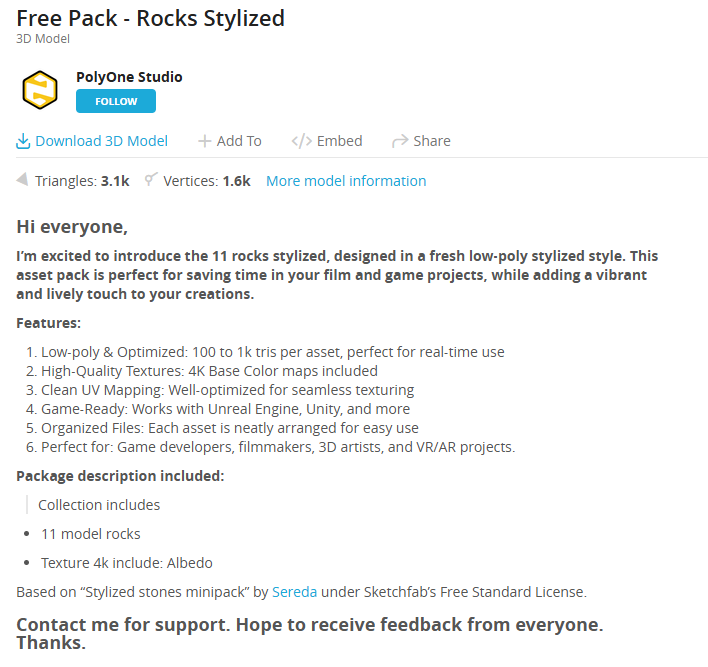 Free Pack - Rocks Stylized
3D Model
PolyOne Studio
FOLLOW
Download 3D Model Add To Embed Share
Triangles: 3.1k Vertices: 1.6k More model information
Hi everyone,
I’m excited to introduce the 11 rocks stylized, designed in a fresh low-poly stylized style. This
asset pack is perfect for saving time in your film and game projects, while adding a vibrant
and lively touch to your creations.
Features:
1. Low-poly & Optimized: 100 to 1k tris per asset, perfect for real-time use
2. High-Quality Textures: 4K Base Color maps included
3. Clean UV Mapping: Well-optimized for seamless texturing
4. Game-Ready: Works with Unreal Engine, Unity, and more
5. Organized Files: Each asset is neatly arranged for easy use
6. Perfect for: Game developers, filmmakers, 3D artists, and VR/AR projects.
Package description included:
Collection includes
• 11 model rocks
• Texture 4k include: Albedo
Based on “Stylized stones minipack” by Sereda under Sketchfab’s Free Standard License.
Contact me for support. Hope to receive feedback from everyone.
Thanks.